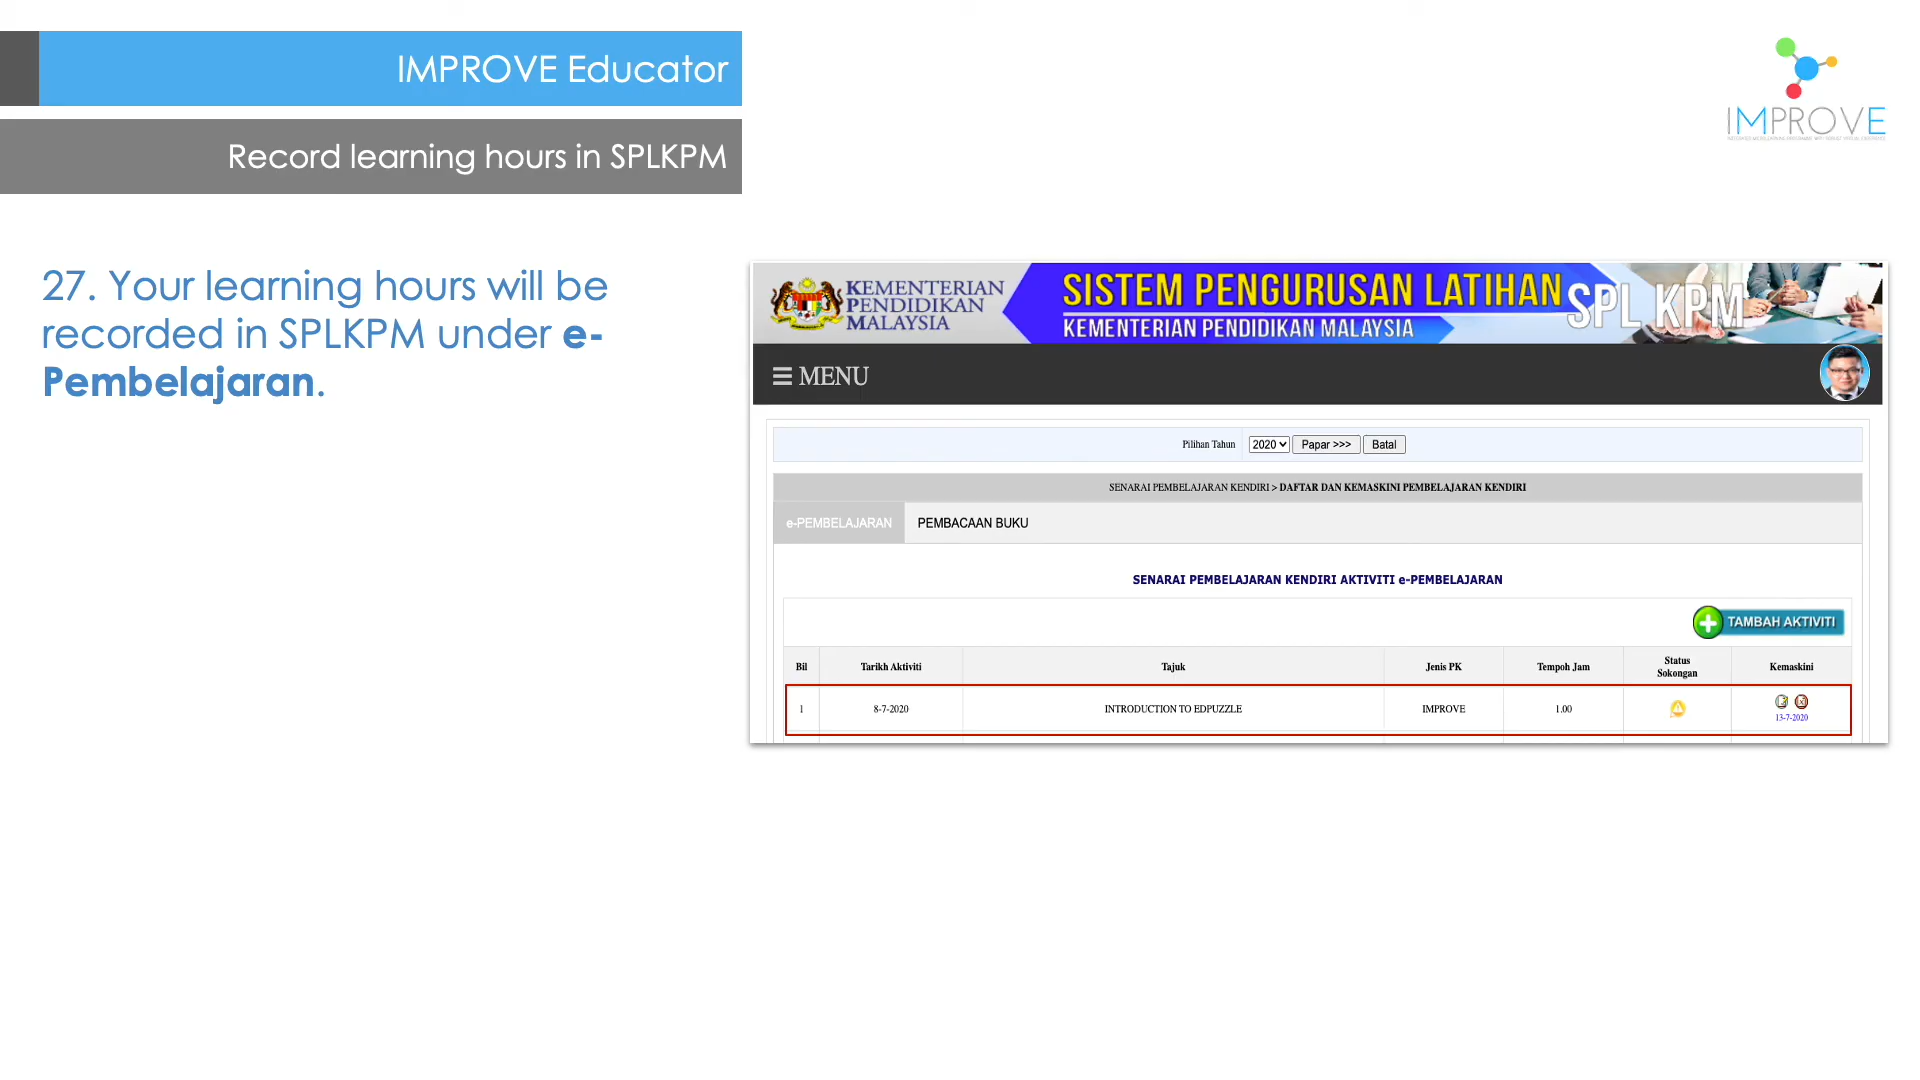 IMPROVE Educator
Record learning hours in SPLKPM
IMPROVE
27. Your learning hours will be
recorded in SPLKPM under e-
Pembelajaran.
KEMENTERIAN
PENDIDIKAN
MALAYSIA
SISTEM PENGURUSAN LATIHAN
KEMENTERIAN PENDIDIKAN MALAYSIA
SPL KPM
MENU
Pilihan Tahun 2020 Papar >>> Batal
SENARAI PEMBELAJARAN KENDIRI > DAFTAR DAN KEMASKINI PEMBELAJARAN KENDIRI
e-PEMBELAJARAN PEMBACAAN BUKU
SENARAI PEMBELAJARAN KENDIRI AKTIVITI e-PEMBELAJARAN
TAMBAH AKTIVITI
Bil Tarikh Aktiviti Tajuk Jenis PK Tempoh Jam Status Sokongan Kemaskini
1 8-7-2020 INTRODUCTION TO EDPUZZLE IMPROVE 1.00
13-7-2020